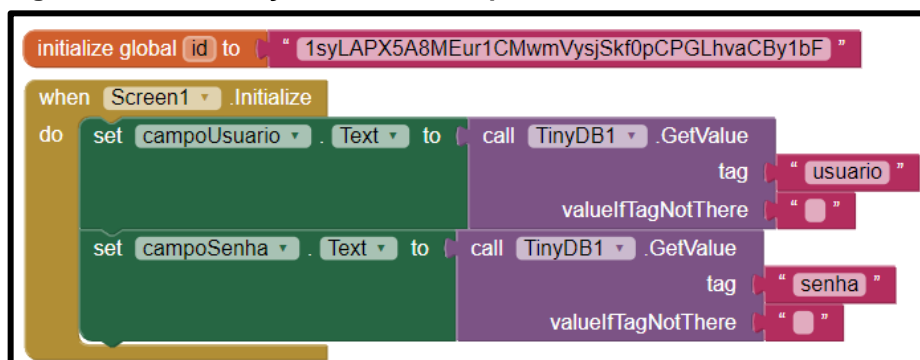 initialize global id to " 1syLAPX5A8MEur1CMwmVysjSkf0pCPGLhvaCBy1bF "
when Screen1 .Initialize
do set campoUsuario . Text to call TinyDB1 .GetValue
tag " usuario "
valueIfTagNotThere " "
set campoSenha . Text to call TinyDB1 .GetValue
tag " senha "
valueIfTagNotThere " "